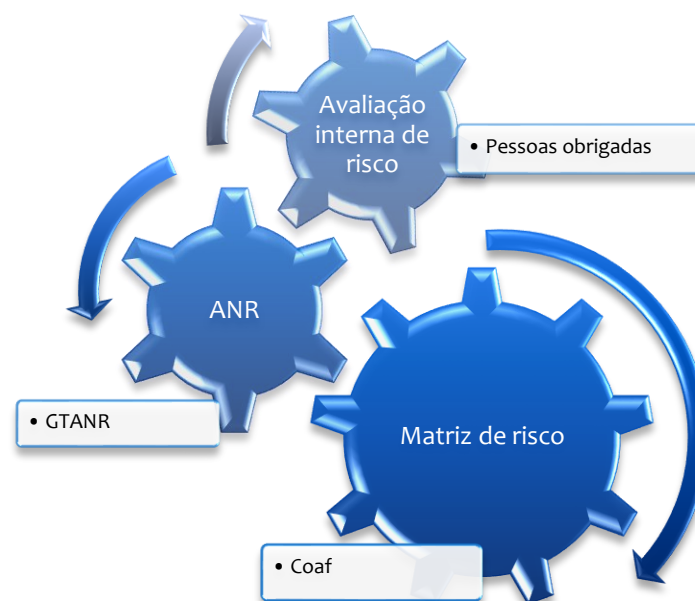 Avaliação
interna de
risco
• Pessoas obrigadas
ANR
• GTANR
Matriz de risco
• Coaf